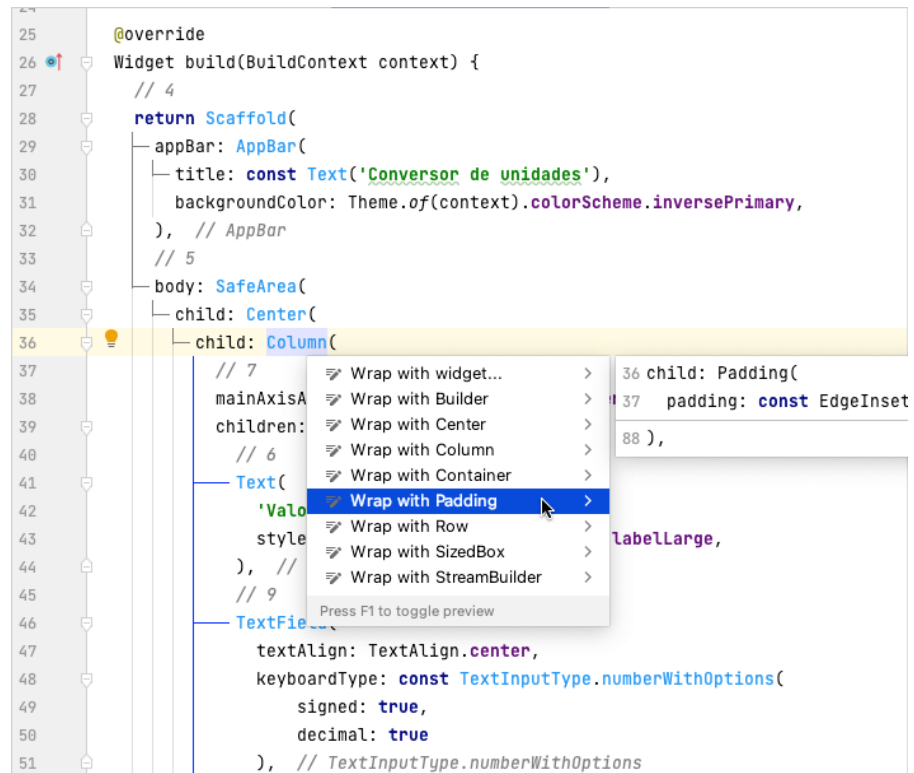 25 @override
26 Widget build(BuildContext context) {
27 // 4
28 return Scaffold(
29 appBar: AppBar(
30 title: const Text('Conversor de unidades'),
31 backgroundColor: Theme.of(context).colorScheme.inversePrimary,
32 ), // AppBar
33 // 5
34 body: SafeArea(
35 child: Center(
36 child: Column(
37 // 7
38 mainAxisA
39 children:
40 // 6
41 Text(
42 'Valo
43 style labelLarge,
44 ), //
45 // 9
46 TextField(
47 textAlign: TextAlign.center,
48 keyboardType: const TextInputType.numberWithOptions(
49 signed: true,
50 decimal: true
51 ), // TextInputType.numberWithOptions
Wrap with widget...
Wrap with Builder
Wrap with Center
Wrap with Column
Wrap with Container
Wrap with Padding
Wrap with Row
Wrap with SizedBox
Wrap with StreamBuilder
Press F1 to toggle preview
36 child: Padding(
37 padding: const EdgeInset
88 ),